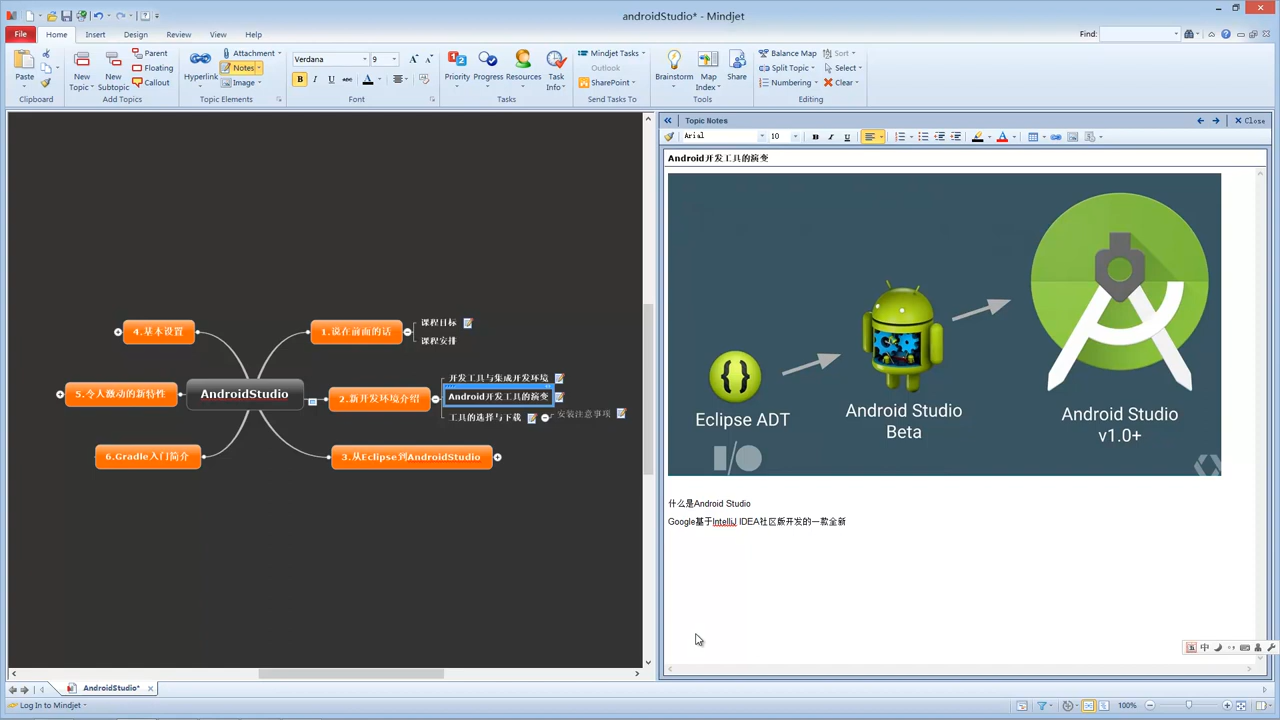 androidStudio* - Mindjet
File
Home
Insert
Design
Review
View
Help
Find:
Paste
Clipboard
New Topic
New Subtopic
Parent
Floating
Callout
Add Topics
Hyperlink
Attachment
Notes
Image
Topic Elements
Verdana
9
B
I
U
abc
A
Font
Priority
Progress
Resources
Task Info
Tasks
Mindjet Tasks
Outlook
SharePoint
Send Tasks To
Brainstorm
Map Index
Share
Tools
Balance Map
Split Topic
Numbering
Sort
Select
Clear
Editing
Topic Notes
Close
Arial
10
B
I
U
A
Android开发工具的演变
Eclipse ADT
Android Studio
Beta
Android Studio
v1.0+
I/O
什么是Android Studio
Google基于IntelliJ IDEA社区版开发的一款全新
4.基本设置
5.令人激动的新特性
6.Gradle入门简介
AndroidStudio
1.说在前面的话
课程目标
课程安排
2.新开发环境介绍
开发工具与集成开发环境
Android开发工具的演变
工具的选择与下载
安装注意事项
3.从Eclipse到AndroidStudio
中
AndroidStudio*
Log In to Mindjet
100%